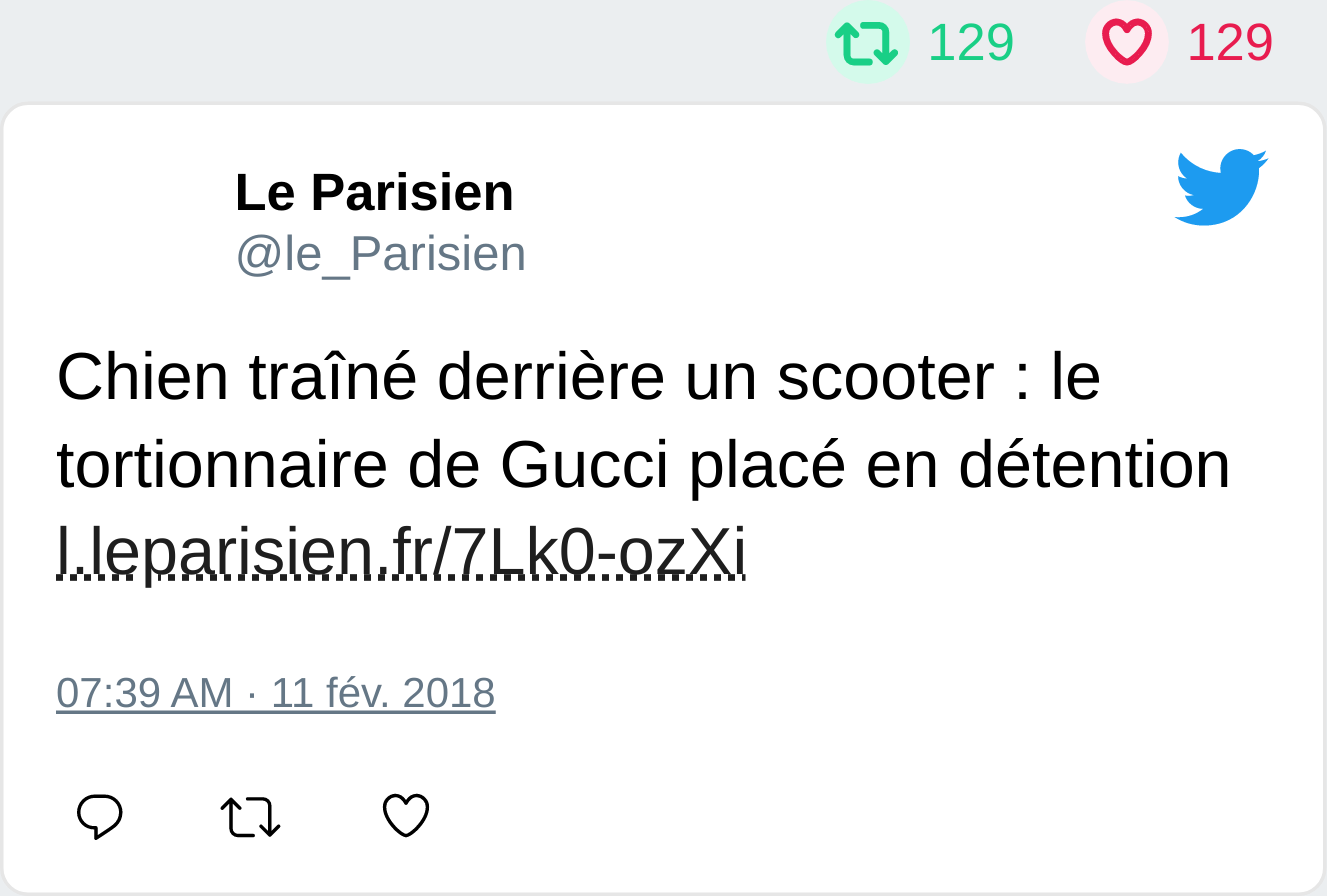 129 129
Le Parisien
@le_Parisien
Chien traîné derrière un scooter : le
tortionnaire de Gucci placé en détention
l.leparisien.fr/7Lk0-ozXi
07:39 AM · 11 fév. 2018